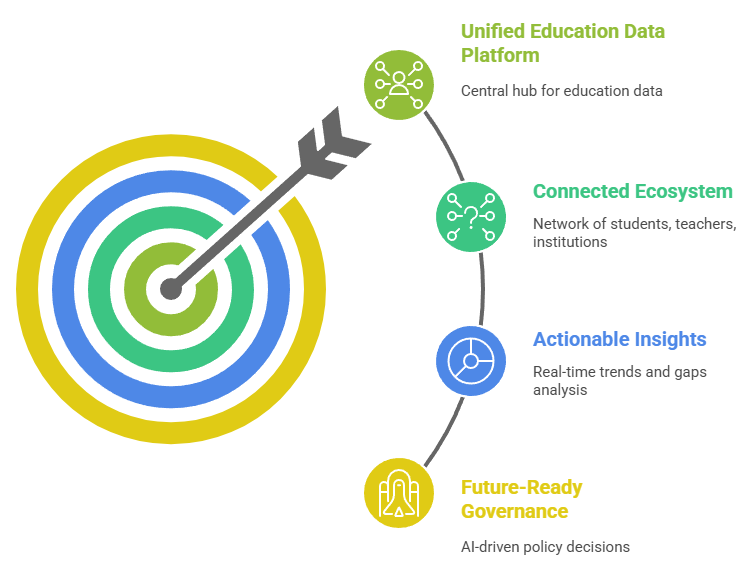 Unified Education Data
Platform
Central hub for education data
Connected Ecosystem
Network of students, teachers,
institutions
Actionable Insights
Real-time trends and gaps
analysis
Future-Ready
Governance
AI-driven policy decisions